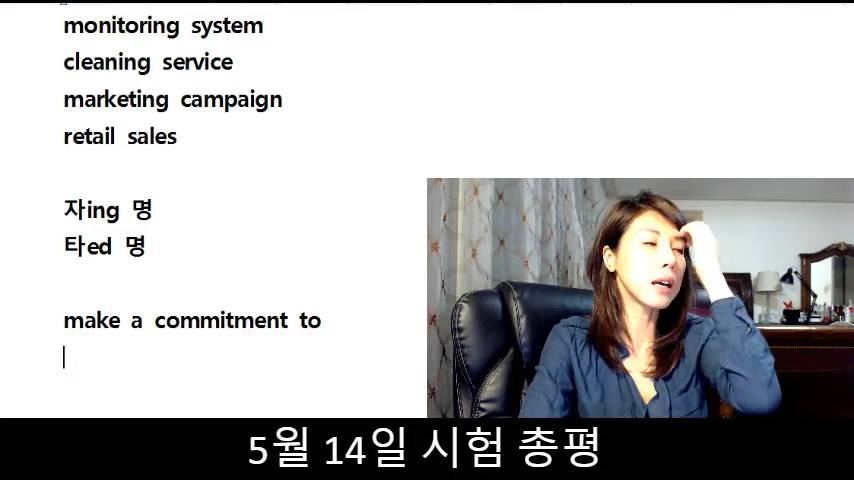 monitoring system
cleaning service
marketing campaign
retail sales
자ing 명
타ed 명
make a commitment to
5월 14일 시험 총평